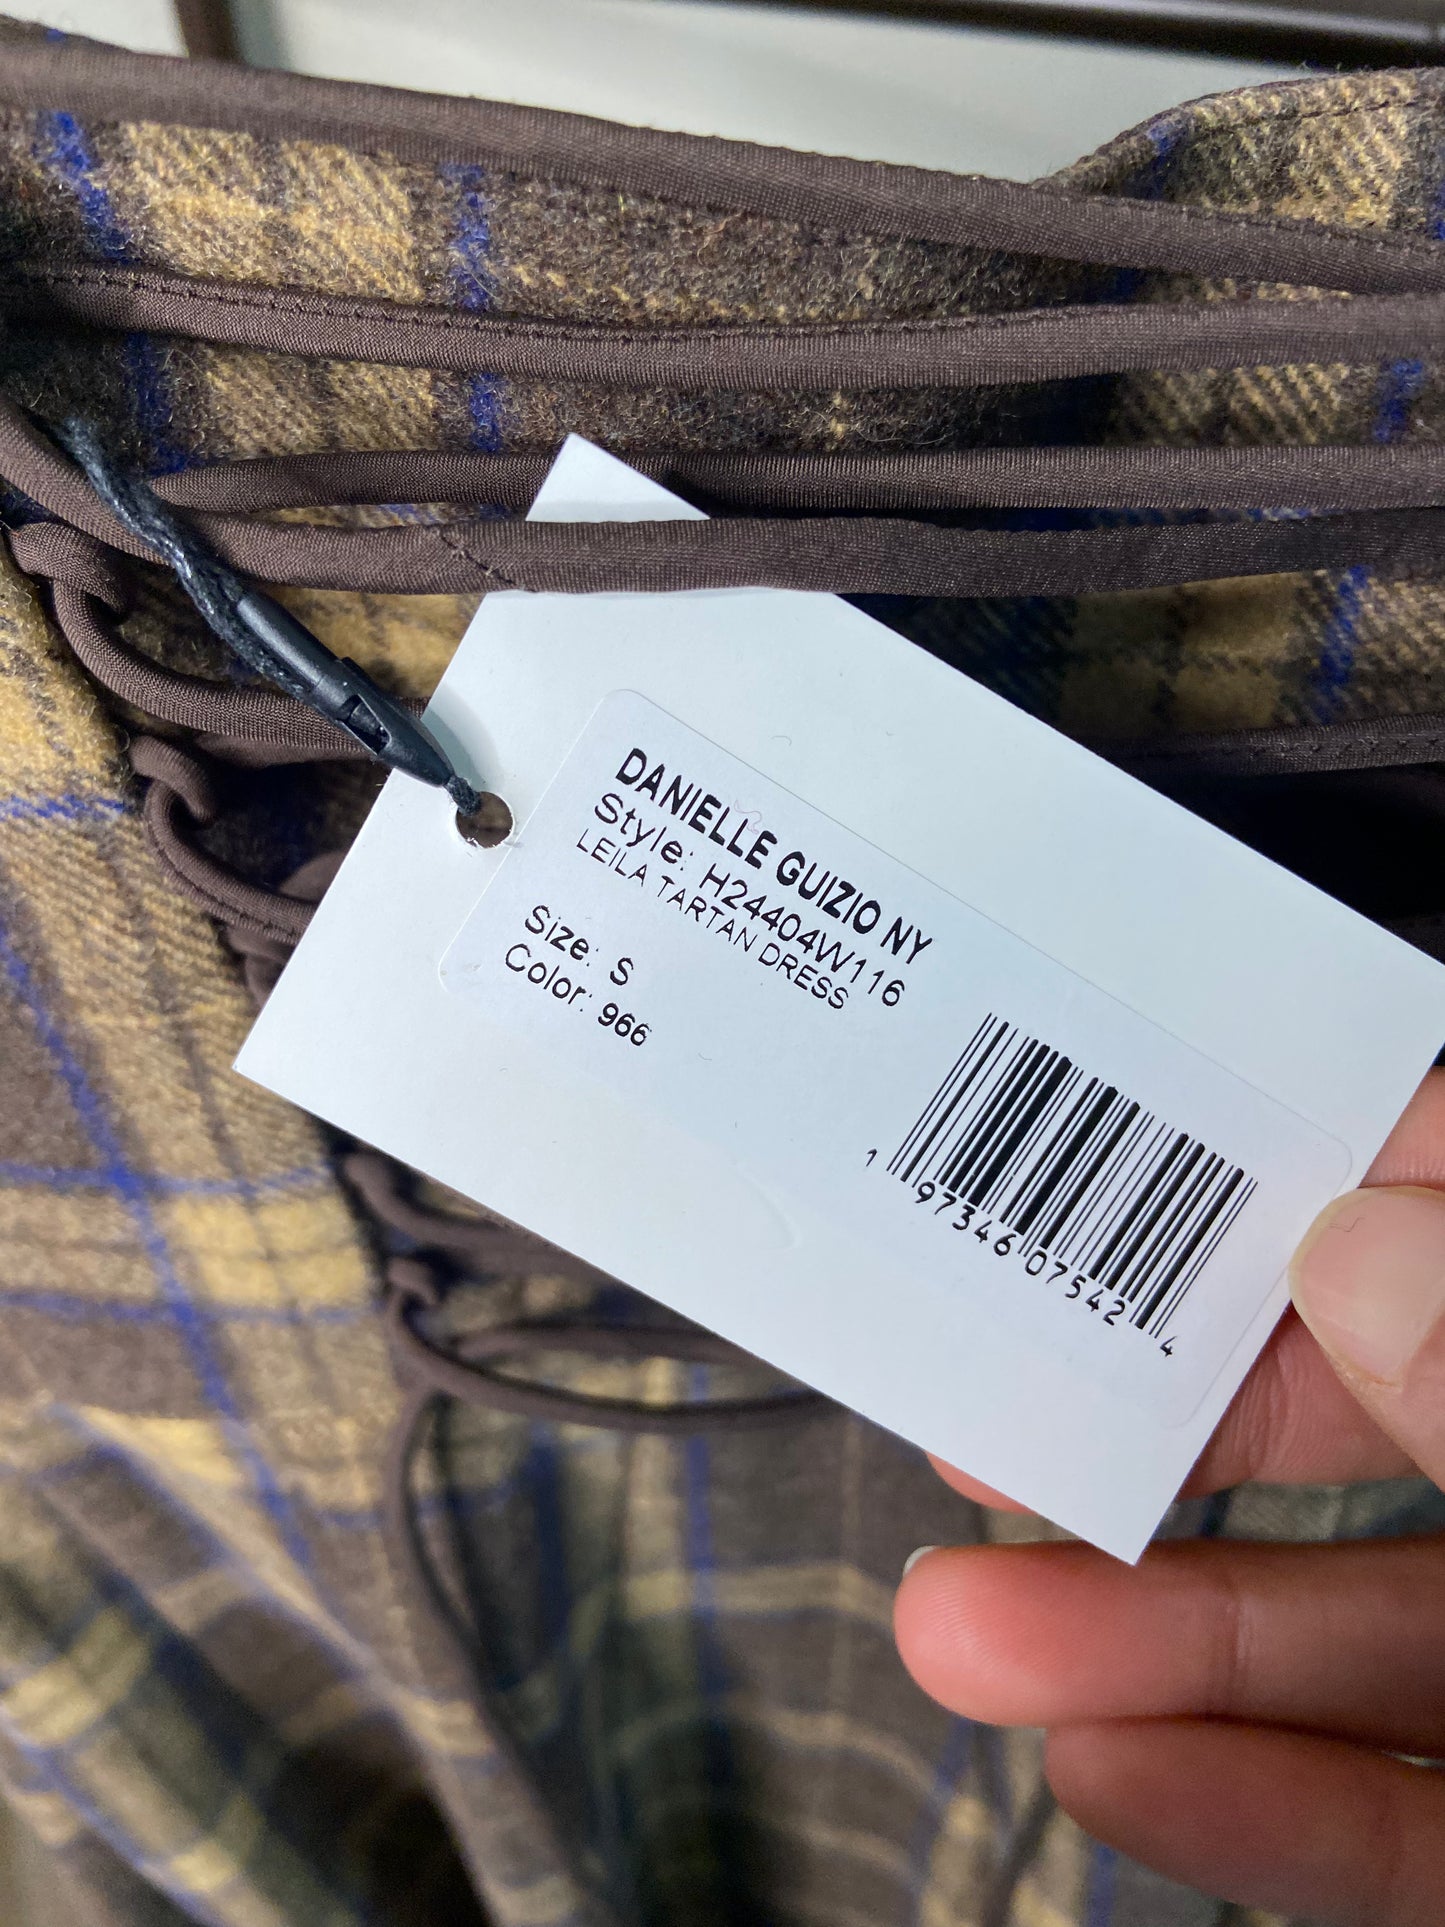 DANIELLE GUIZIO NY
Style: H24404W116
LEILA TARTAN DRESS
Size: S
Color: 966
1 97346 07542 4